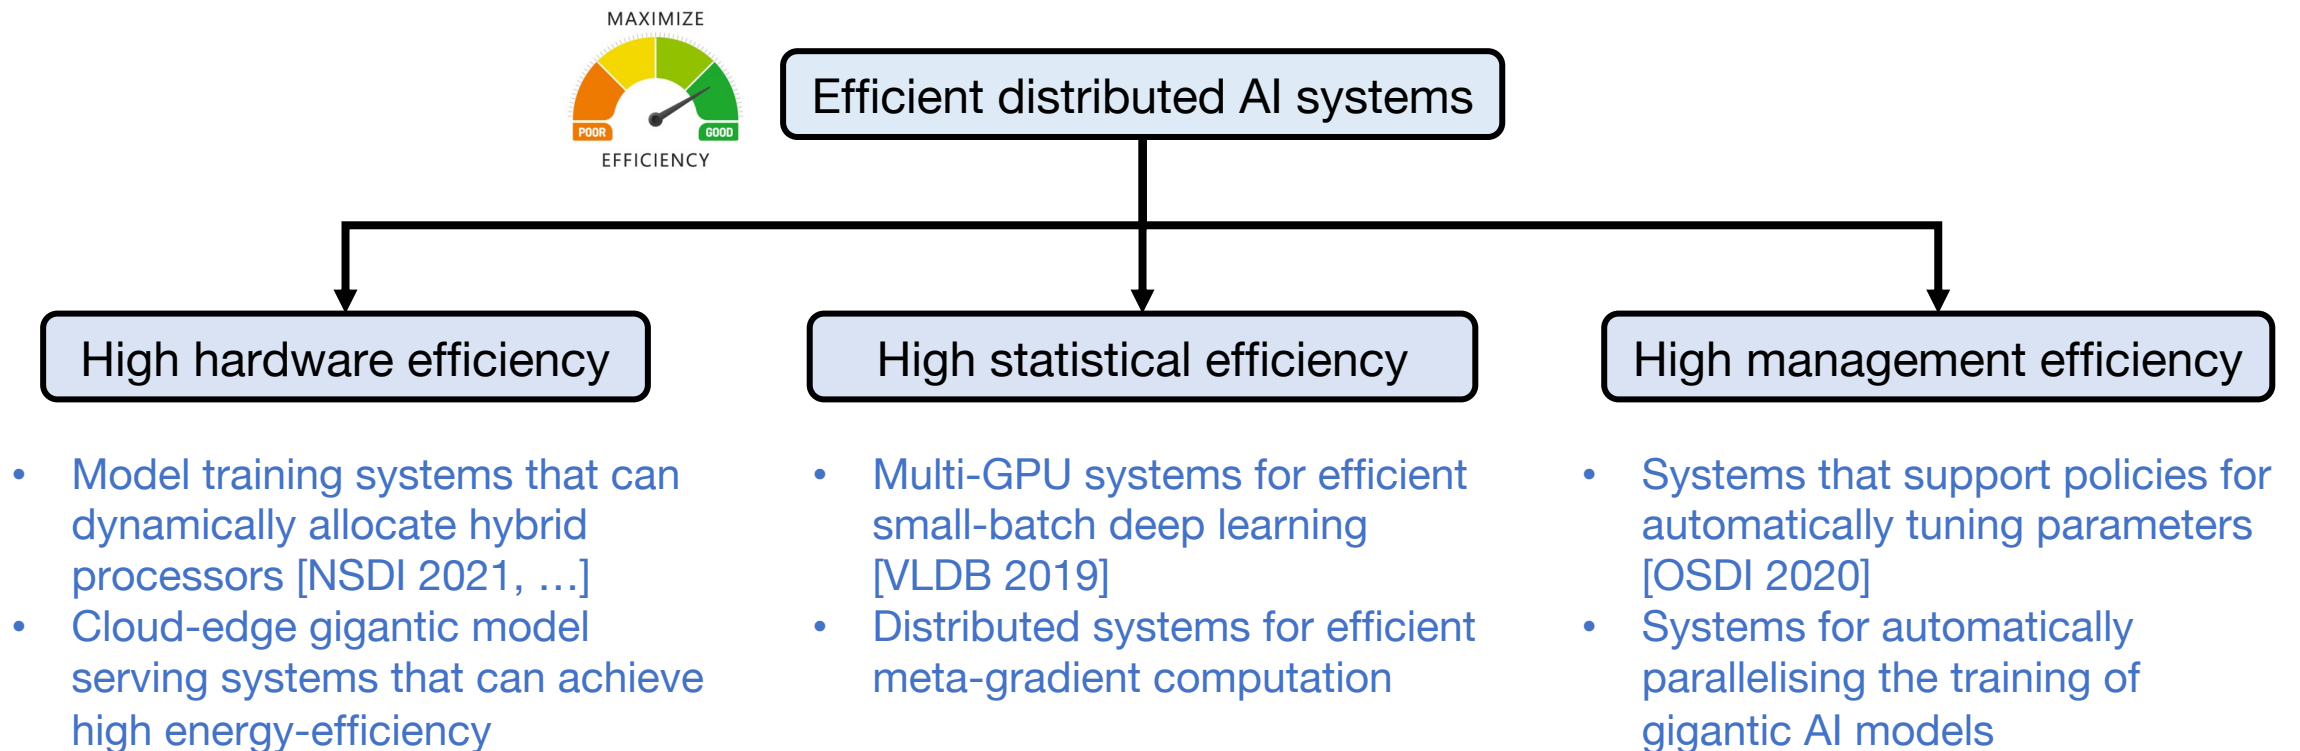 MAXIMIZE
POOR
GOOD
EFFICIENCY
Efficient distributed AI systems
High hardware efficiency
• Model training systems that can
dynamically allocate hybrid
processors [NSDI 2021, …]
• Cloud-edge gigantic model
serving systems that can achieve
high energy-efficiency
High statistical efficiency
• Multi-GPU systems for efficient
small-batch deep learning
[VLDB 2019]
• Distributed systems for efficient
meta-gradient computation
High management efficiency
• Systems that support policies for
automatically tuning parameters
[OSDI 2020]
• Systems for automatically
parallelising the training of
gigantic AI models